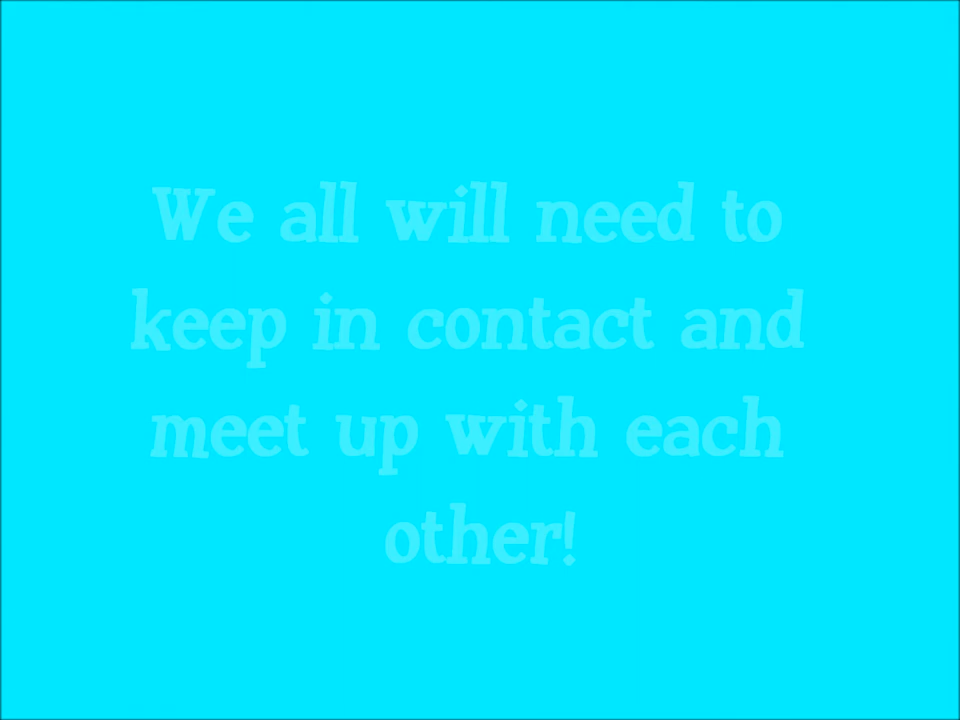 We all will need to
keep in contact and
meet up with each
other!